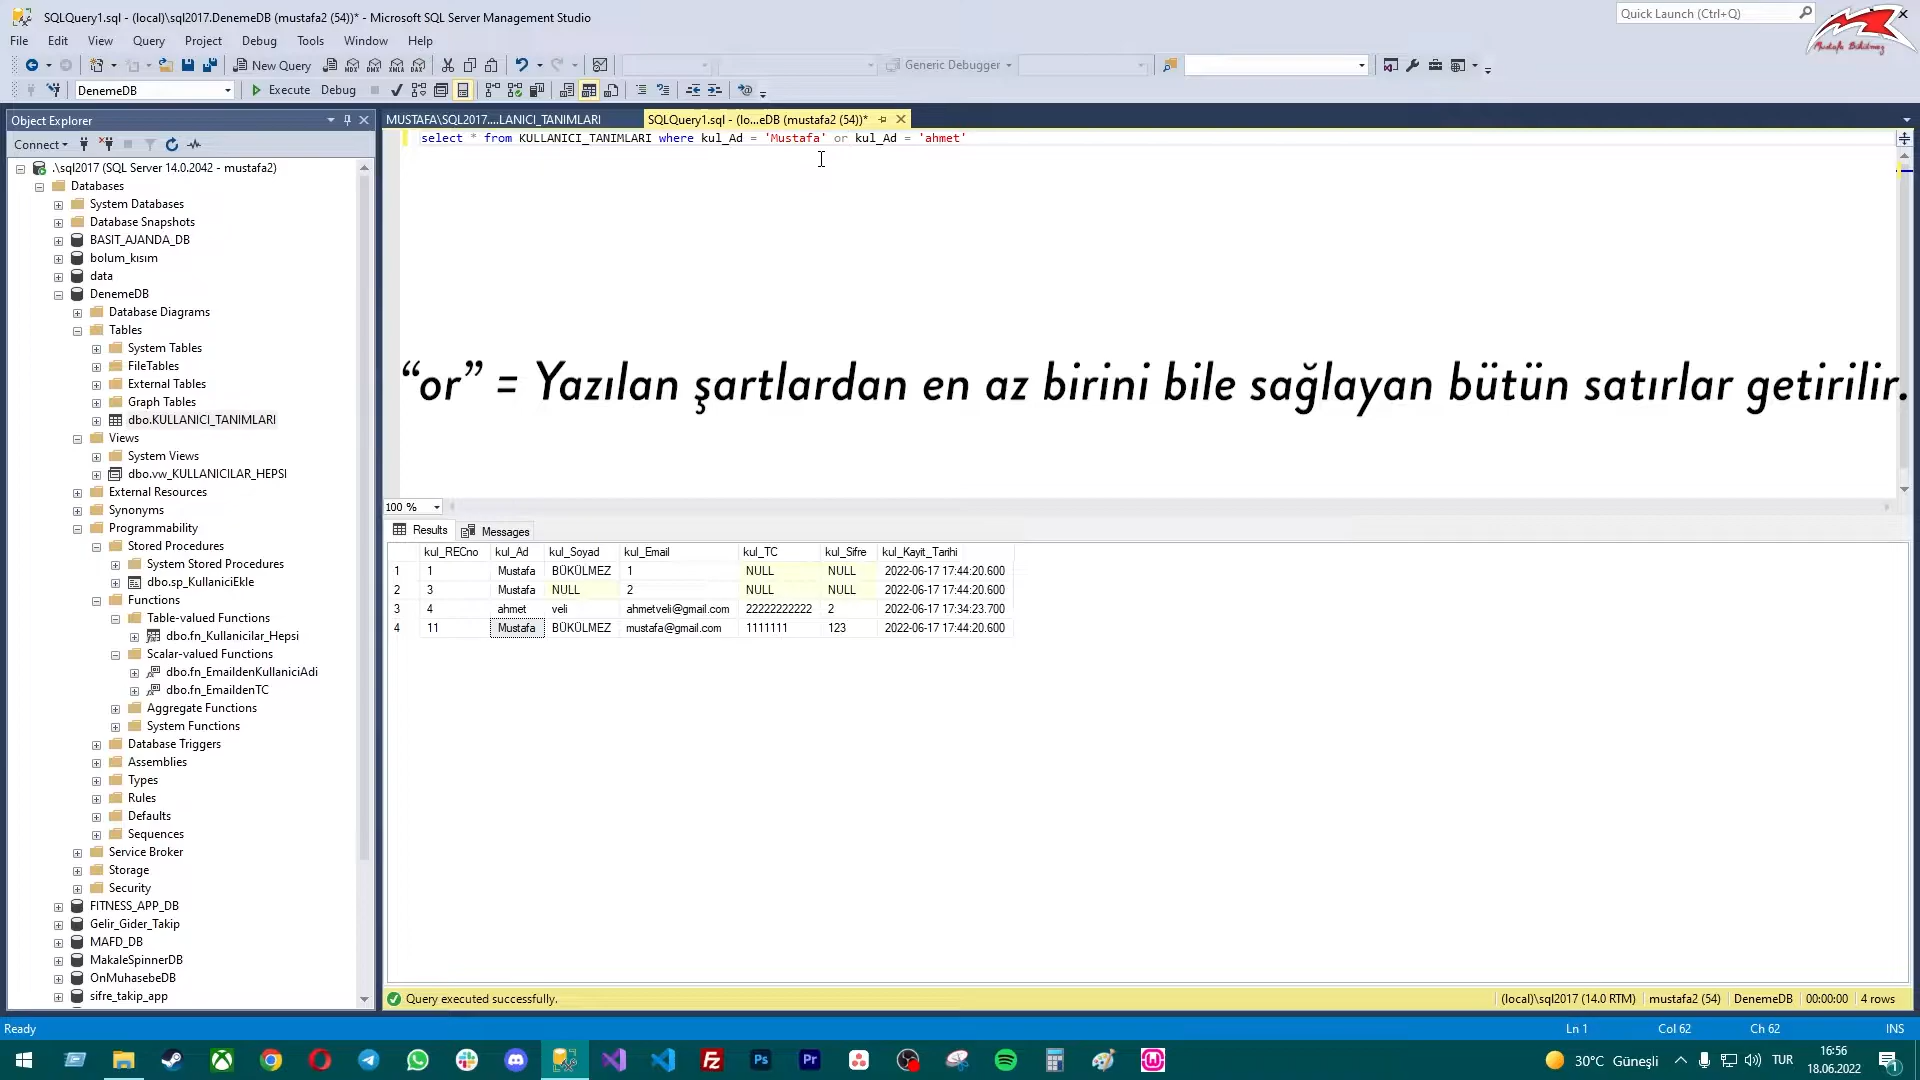 SQLQuery1.sql - (local)\sql2017.DenemeDB (mustafa2 (54))* - Microsoft SQL Server Management Studio
Quick Launch (Ctrl+Q)
File Edit View Query Project Debug Tools Window Help
New Query
Generic Debugger
DenemeDB
Execute Debug
Object Explorer
Connect
.\sql2017 (SQL Server 14.0.2042 - mustafa2)
Databases
System Databases
Database Snapshots
BASIT_AJANDA_DB
bolum_kısım
data
DenemeDB
Database Diagrams
Tables
System Tables
FileTables
External Tables
Graph Tables
dbo.KULLANICI_TANIMLARI
Views
System Views
dbo.vw_KULLANICILAR_HEPSI
External Resources
Synonyms
Programmability
Stored Procedures
System Stored Procedures
dbo.sp_KullaniciEkle
Functions
Table-valued Functions
dbo.fn_Kullanicilar_Hepsi
Scalar-valued Functions
dbo.fn_EmaildenKullaniciAdi
dbo.fn_EmaildenTC
Aggregate Functions
System Functions
Database Triggers
Assemblies
Types
Rules
Defaults
Sequences
Service Broker
Storage
Security
FITNESS_APP_DB
Gelir_Gider_Takip
MAFD_DB
MakaleSpinnerDB
OnMuhasebeDB
sifre_takip_app
MUSTAFA\SQL2017....LANICI_TANIMLARI
SQLQuery1.sql - (lo...eDB (mustafa2 (54))*
select * from KULLANICI_TANIMLARI where kul_Ad = 'Mustafa' or kul_Ad = 'ahmet'
“or” = Yazılan şartlardan en az birini bile sağlayan bütün satırlar getirilir.
100 %
Results Messages
kul_RECno kul_Ad kul_Soyad kul_Email kul_TC kul_Sifre kul_Kayit_Tarihi
1 1 Mustafa BÜKÜLMEZ 1 NULL NULL 2022-06-17 17:44:20.600
2 3 Mustafa NULL 2 NULL NULL 2022-06-17 17:44:20.600
3 4 ahmet veli ahmetveli@gmail.com 22222222222 2 2022-06-17 17:34:23.700
4 11 Mustafa BÜKÜLMEZ mustafa@gmail.com 1111111 123 2022-06-17 17:44:20.600
Query executed successfully.
(local)\sql2017 (14.0 RTM) mustafa2 (54) DenemeDB 00:00:00 4 rows
Ready
Ln 1 Col 62 Ch 62 INS
30°C Güneşli
TUR
16:56
18.06.2022